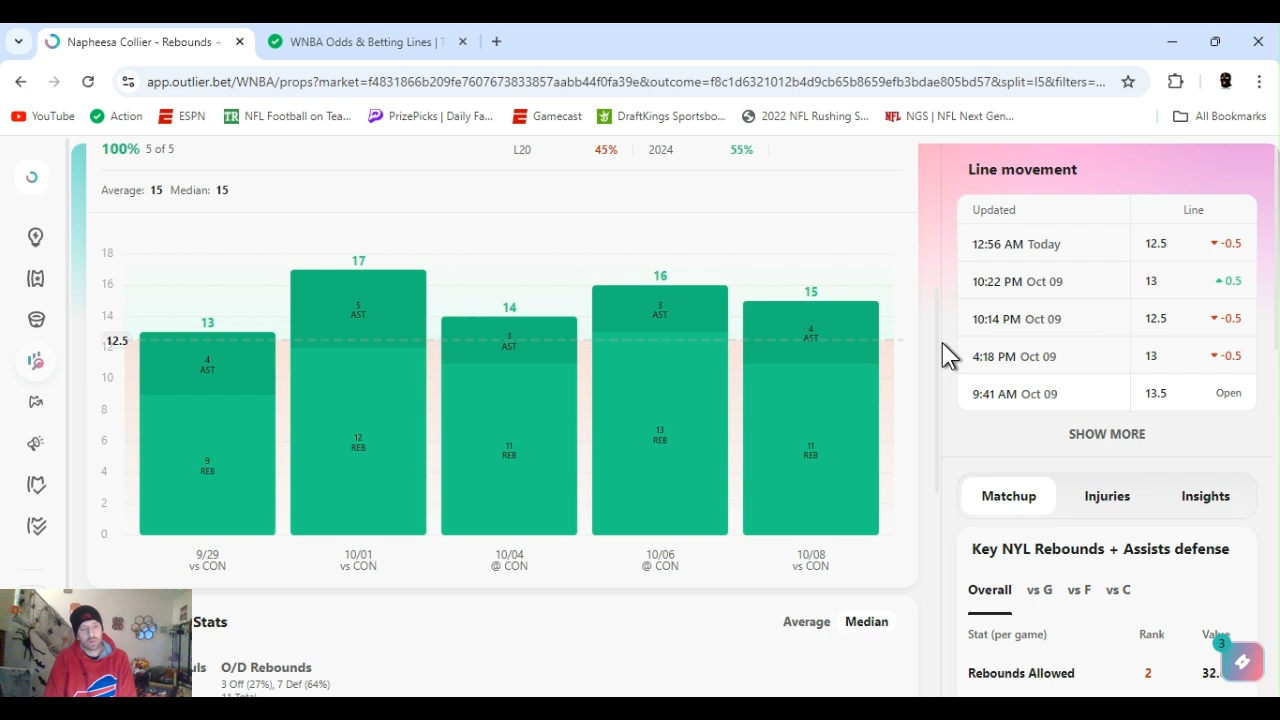 Napheesa Collier - Rebounds +
WNBA Odds & Betting Lines |
app.outlier.bet/WNBA/props?market=f4831866b209fe7607673833857aabb44f0fa39e&outcome=f8c1d6321012b4d9cb65b8659efb3bdae805bd57&split=l5&filters=...
YouTube Action ESPN NFL Football on Tea... PrizePicks | Daily Fa... Gamecast DraftKings Sportsbo... 2022 NFL Rushing S... NGS | NFL Next Gen... All Bookmarks
100% 5 of 5 L20 45% 2024 55%
Average: 15 Median: 15
18
16
14
12.5
10
8
6
4
2
0
13
4
AST
9
REB
17
5
AST
12
REB
14
3
AST
11
REB
16
3
AST
13
REB
15
4
AST
11
REB
9/29
vs CON
10/01
vs CON
10/04
@ CON
10/06
@ CON
10/08
vs CON
Stats
Average Median
uls O/D Rebounds
3 Off (27%), 7 Def (64%)
11 Total
Line movement
Updated Line
12:56 AM Today 12.5 -0.5
10:22 PM Oct 09 13 0.5
10:14 PM Oct 09 12.5 -0.5
4:18 PM Oct 09 13 -0.5
9:41 AM Oct 09 13.5 Open
SHOW MORE
Matchup Injuries Insights
Key NYL Rebounds + Assists defense
Overall vs G vs F vs C
Stat (per game) Rank
3
Rebounds Allowed 2 32.